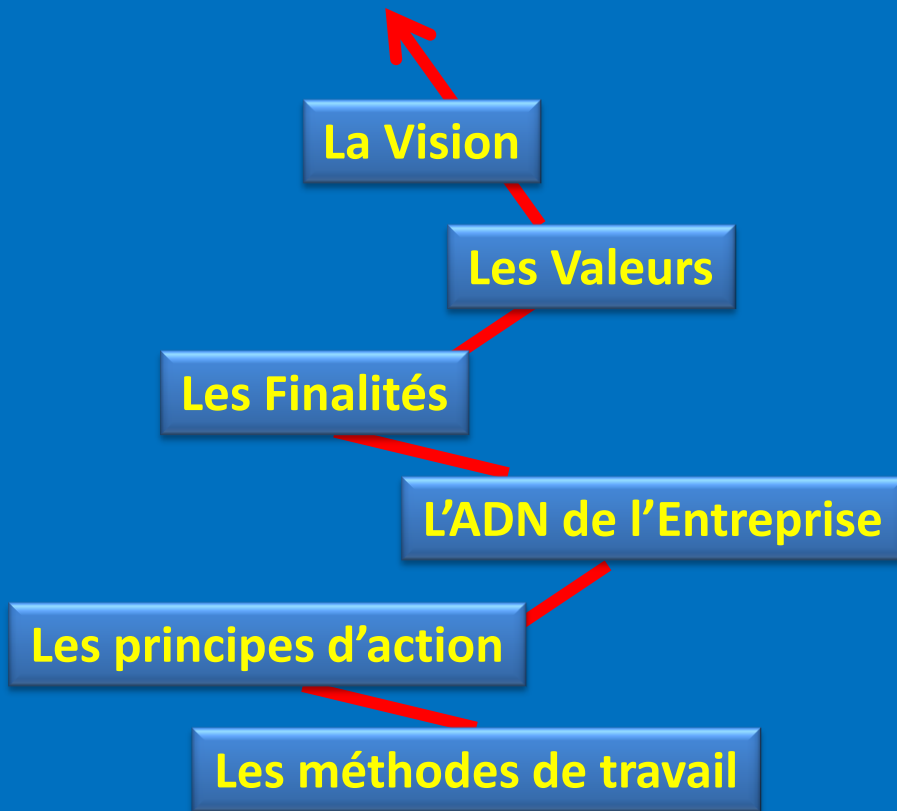 La Vision
Les Valeurs
Les Finalités
L’ADN de l’Entreprise
Les principes d’action
Les méthodes de travail